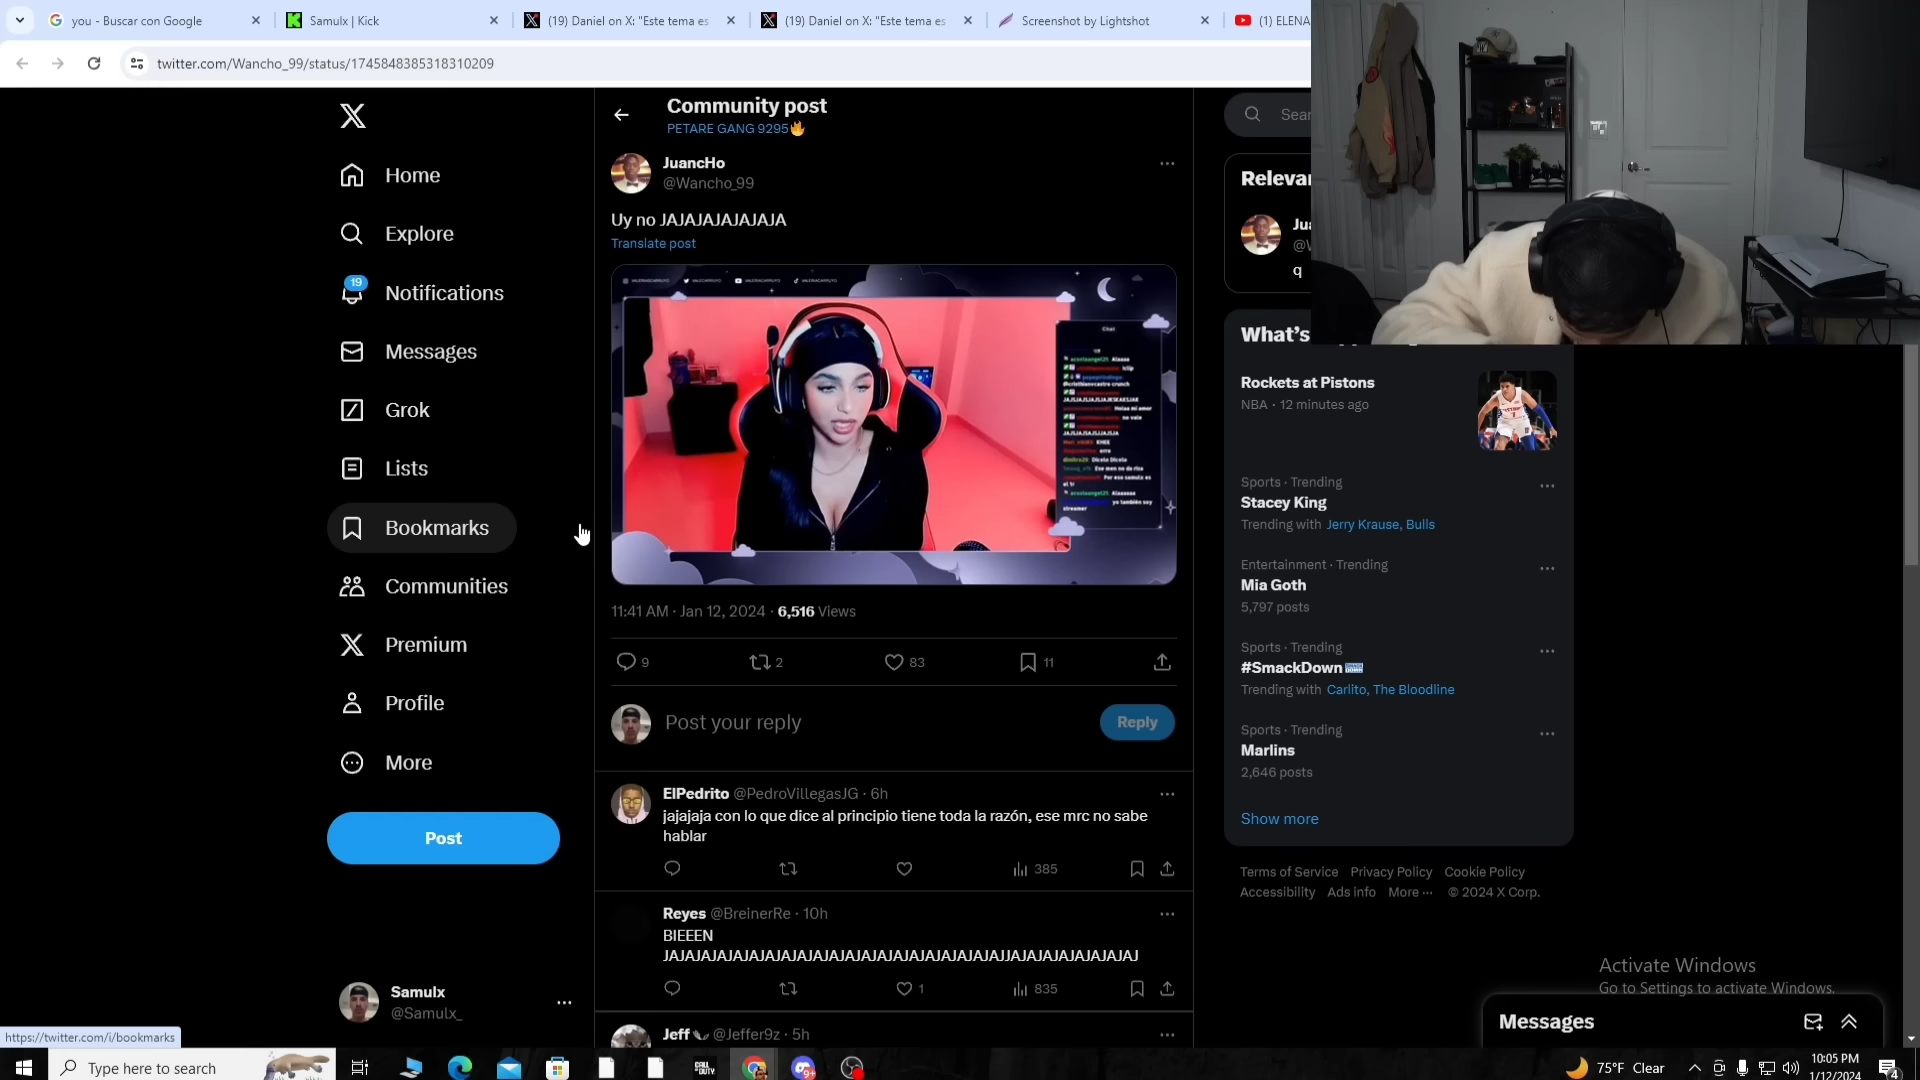 you - Buscar con Google
Samulx | Kick
(19) Daniel on X: "Este tema es
(19) Daniel on X: "Este tema es
Screenshot by Lightshot
(1) ELENA
twitter.com/Wancho_99/status/1745848385318310209
Home
Explore
19
Notifications
Messages
Grok
Lists
Bookmarks
Communities
Premium
Profile
More
Post
Samulx
@Samulx_
https://twitter.com/i/bookmarks
Community post
PETARE GANG 9295🔥
JuancHo
@Wancho_99
Uy no JAJAJAJAJAJAJA
Translate post
Chat
11:41 AM · Jan 12, 2024 · 6,516 Views
9 2 83 11
Post your reply
Reply
ElPedrito @PedroVillegasJG · 6h
jajajaja con lo que dice al principio tiene toda la razón, ese mrc no sabe
hablar
385
Reyes @BreinerRe · 10h
BIEEEN
JAJAJAJAJAJAJAJAJAJAJAJAJAJAJAJAJAJAJAJJAJAJAJAJAJAJAJAJ
1 835
Jeff @Jeffer9z · 5h
Sear
Relevan
Jua
@W
q
What's
Rockets at Pistons
NBA · 12 minutes ago
Sports · Trending
Stacey King
Trending with Jerry Krause, Bulls
Entertainment · Trending
Mia Goth
5,797 posts
Sports · Trending
#SmackDown
Trending with Carlito, The Bloodline
Sports · Trending
Marlins
2,646 posts
Show more
Terms of Service Privacy Policy Cookie Policy
Accessibility Ads info More ··· © 2024 X Corp.
Activate Windows
Go to Settings to activate Windows.
Messages
Type here to search
CALL OF DUTY
9+
75°F Clear
10:05 PM
1/12/2024
4